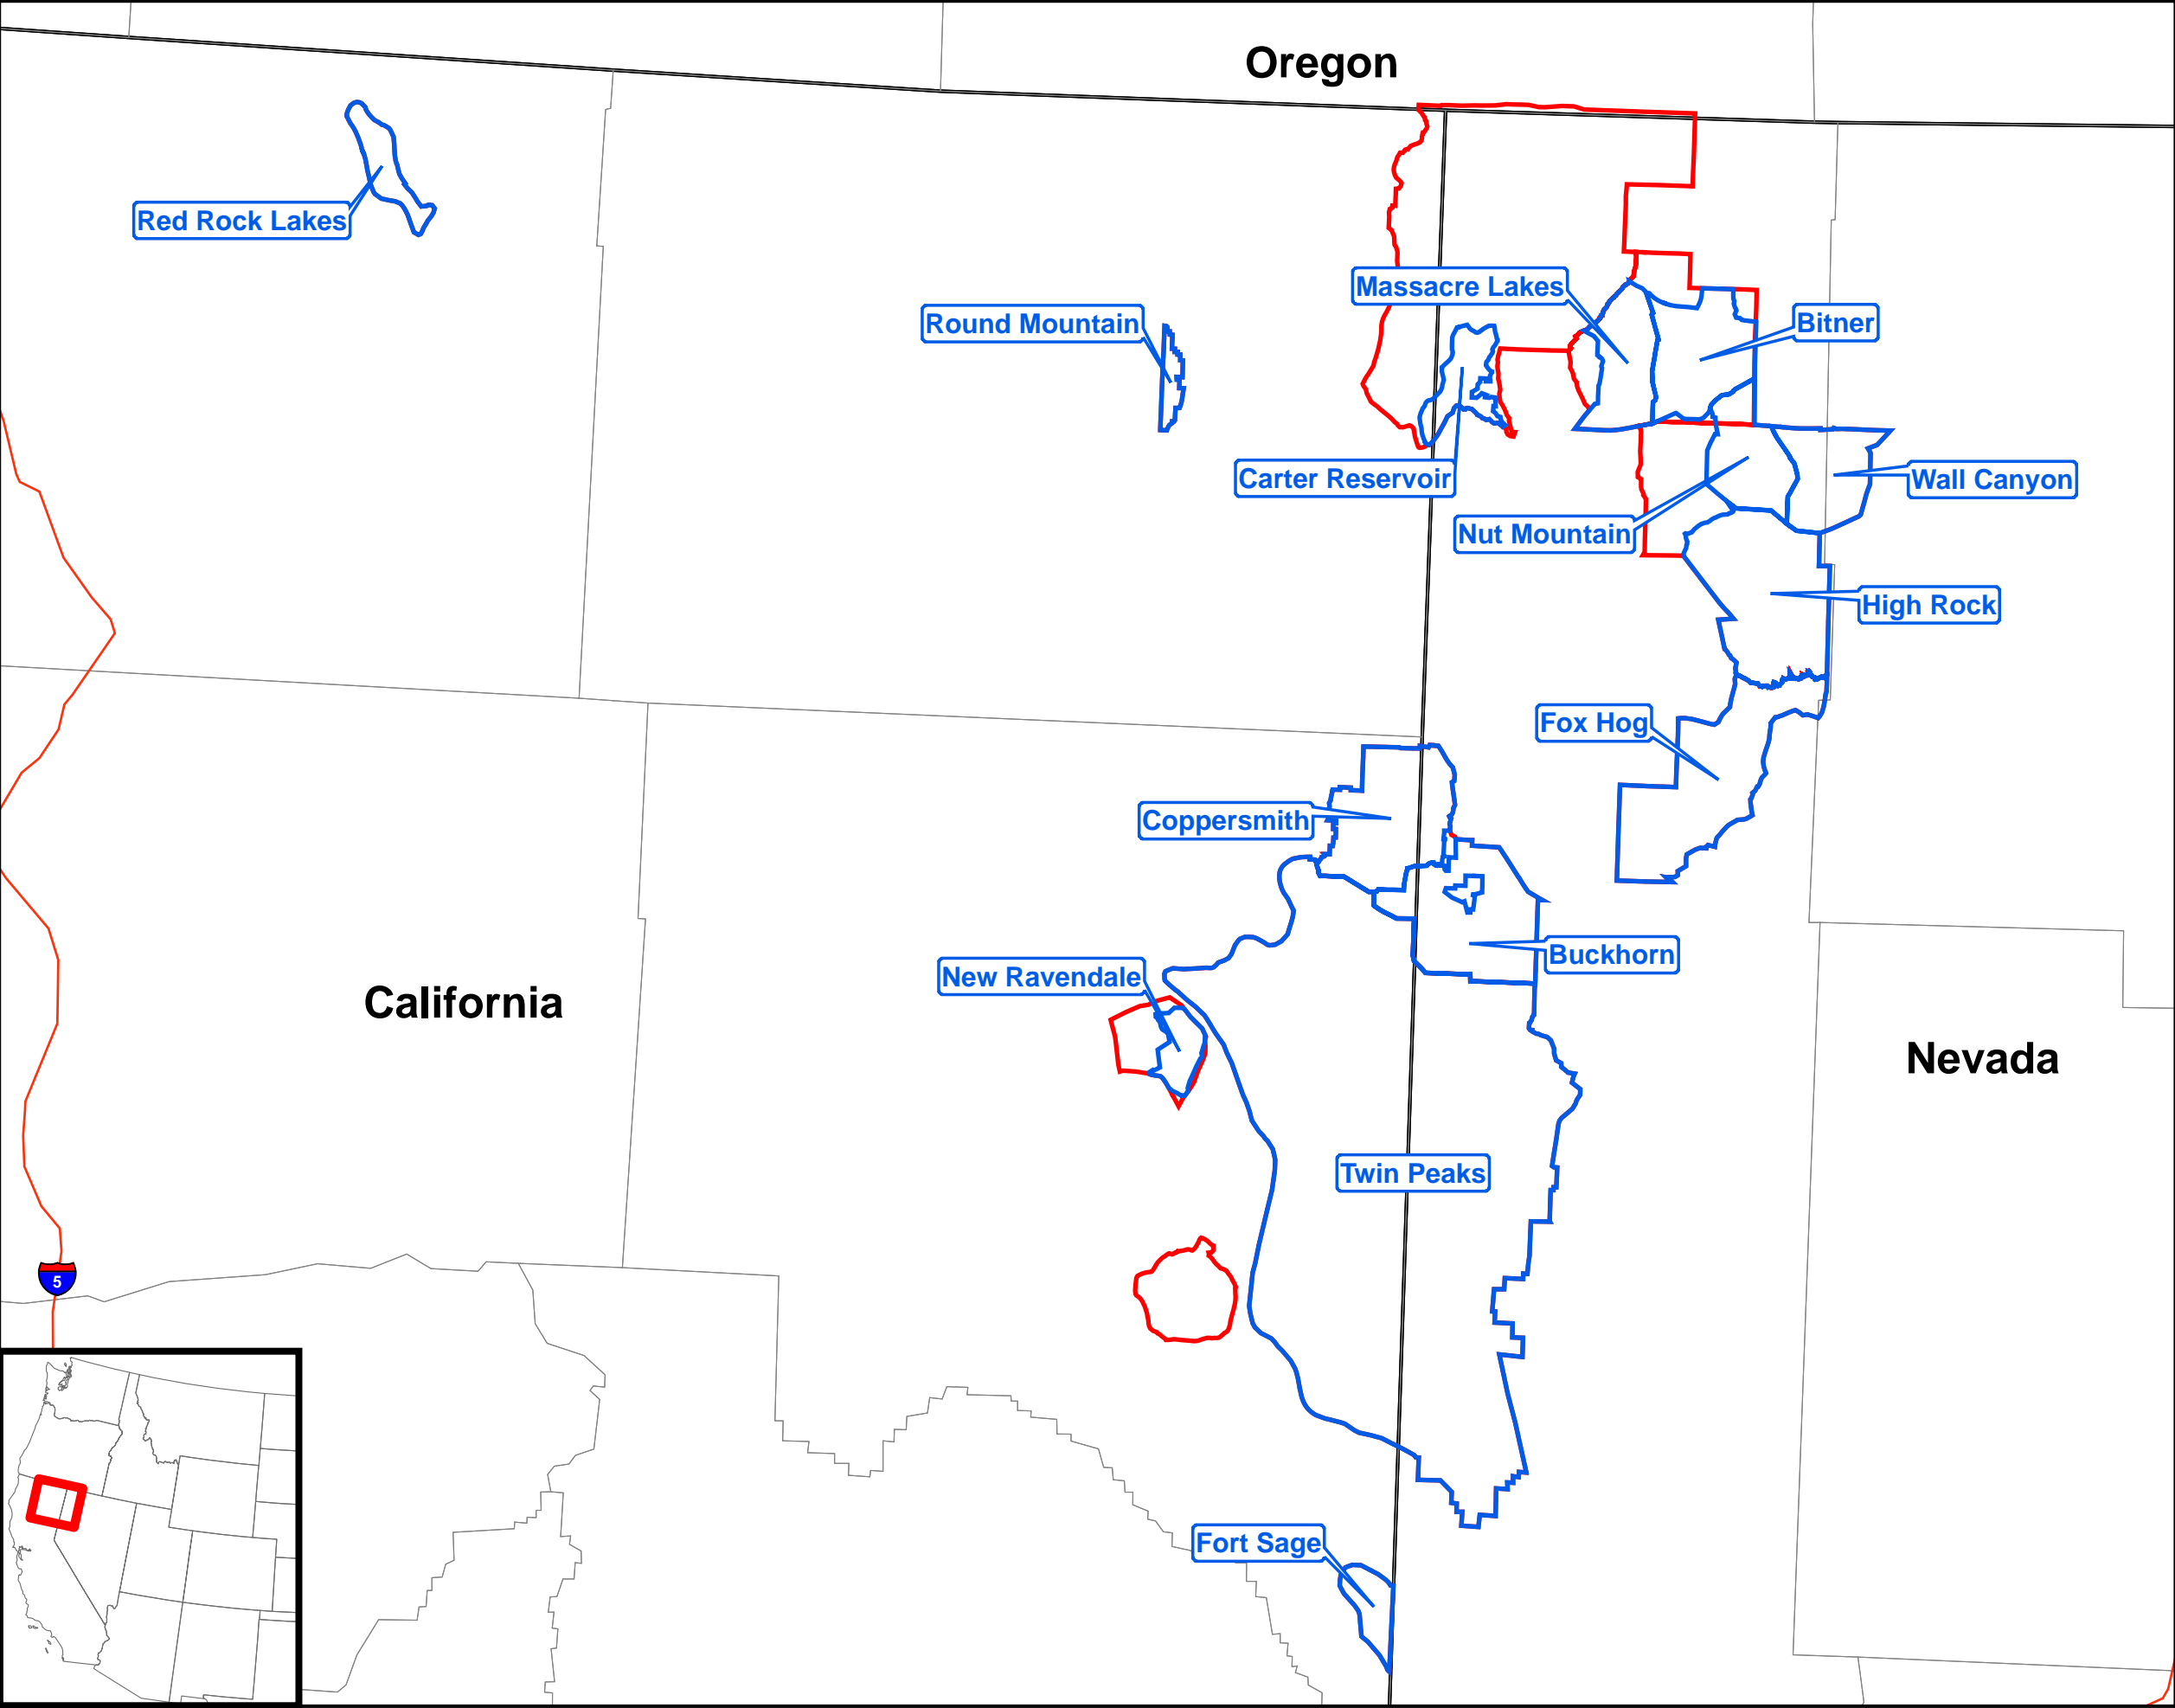 Oregon
Red Rock Lakes
Massacre Lakes
Round Mountain
Bitner
Carter Reservoir
Wall Canyon
Nut Mountain
High Rock
Fox Hog
Coppersmith
Buckhorn
New Ravendale
California
Nevada
Twin Peaks
5
Fort Sage